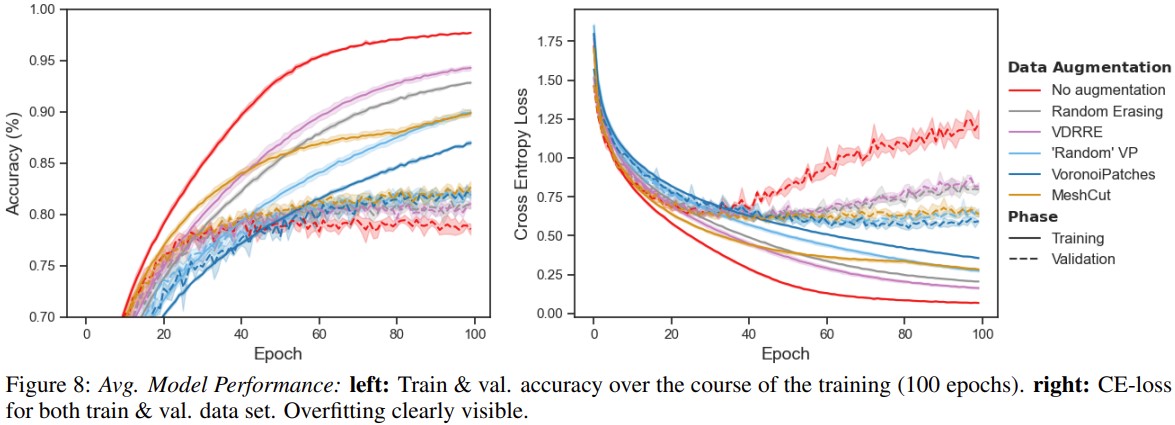 1.00
0.95
0.90
0.85
0.80
0.75
0.70
Accuracy (%)
0 20 40 60 80 100
Epoch
1.75
1.50
1.25
1.00
0.75
0.50
0.25
0.00
Cross Entropy Loss
0 20 40 60 80 100
Epoch
Data Augmentation
No augmentation
Random Erasing
VDRRE
'Random' VP
VoronoiPatches
MeshCut
Phase
Training
Validation
Figure 8: Avg. Model Performance: left: Train & val. accuracy over the course of the training (100 epochs). right: CE-loss
for both train & val. data set. Overfitting clearly visible.